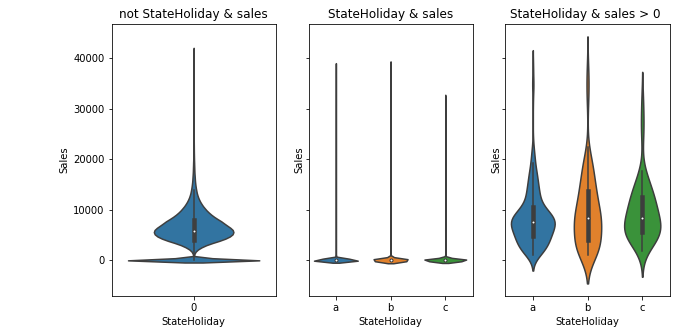 not StateHoliday & sales
StateHoliday & sales
StateHoliday & sales > 0
Sales
40000
30000
20000
10000
0
0
StateHoliday
Sales
a b c
StateHoliday
Sales
a b c
StateHoliday